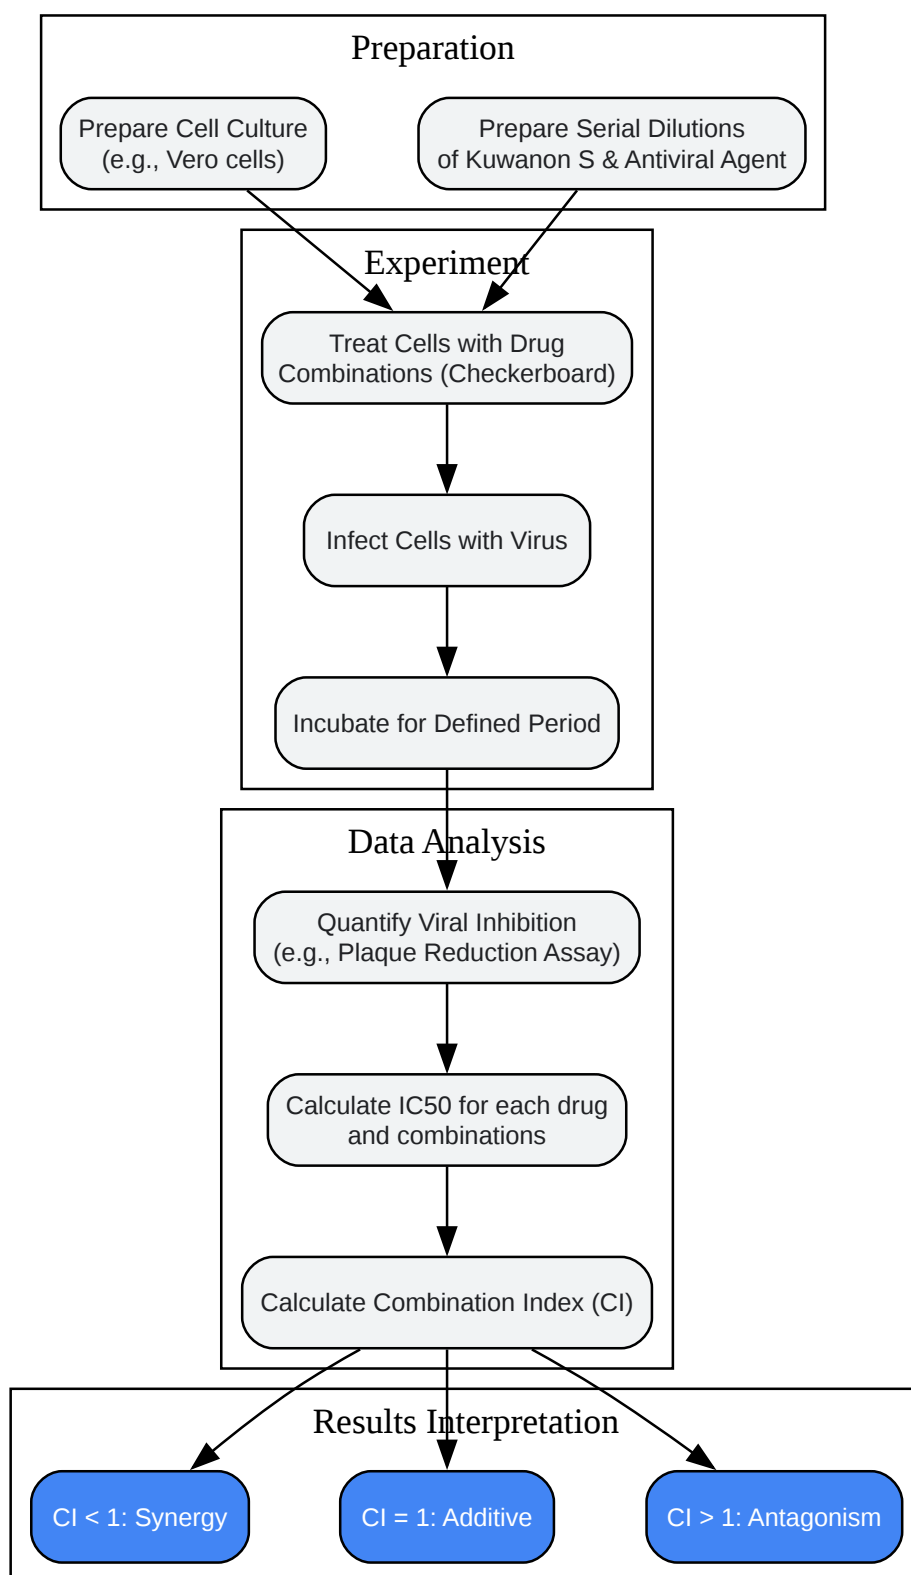 Preparation
Prepare Cell Culture
(e.g., Vero cells)
Prepare Serial Dilutions
of Kuwanon S & Antiviral Agent
Experiment
Treat Cells with Drug
Combinations (Checkerboard)
Infect Cells with Virus
Incubate for Defined Period
Data Analysis
Quantify Viral Inhibition
(e.g., Plaque Reduction Assay)
Calculate IC50 for each drug
and combinations
Calculate Combination Index (CI)
Results Interpretation
CI < 1: Synergy
CI = 1: Additive
CI > 1: Antagonism